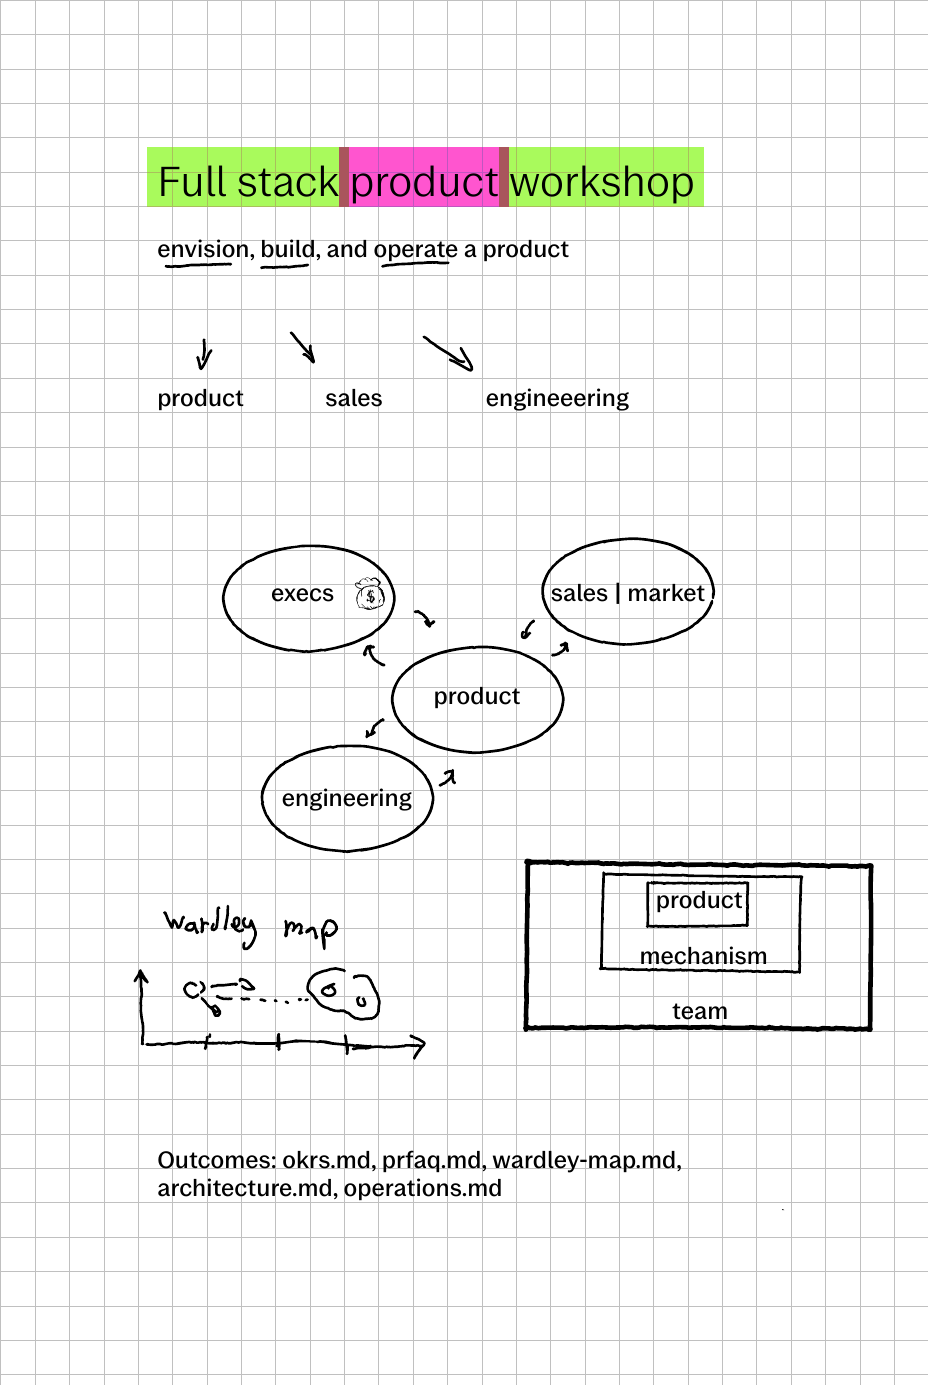 Full stack product workshop
envision, build, and operate a product
product sales engineeering
execs $ sales | market
product
engineering
product
mechanism
team
wardley map
Outcomes: okrs.md, prfaq.md, wardley-map.md,
architecture.md, operations.md